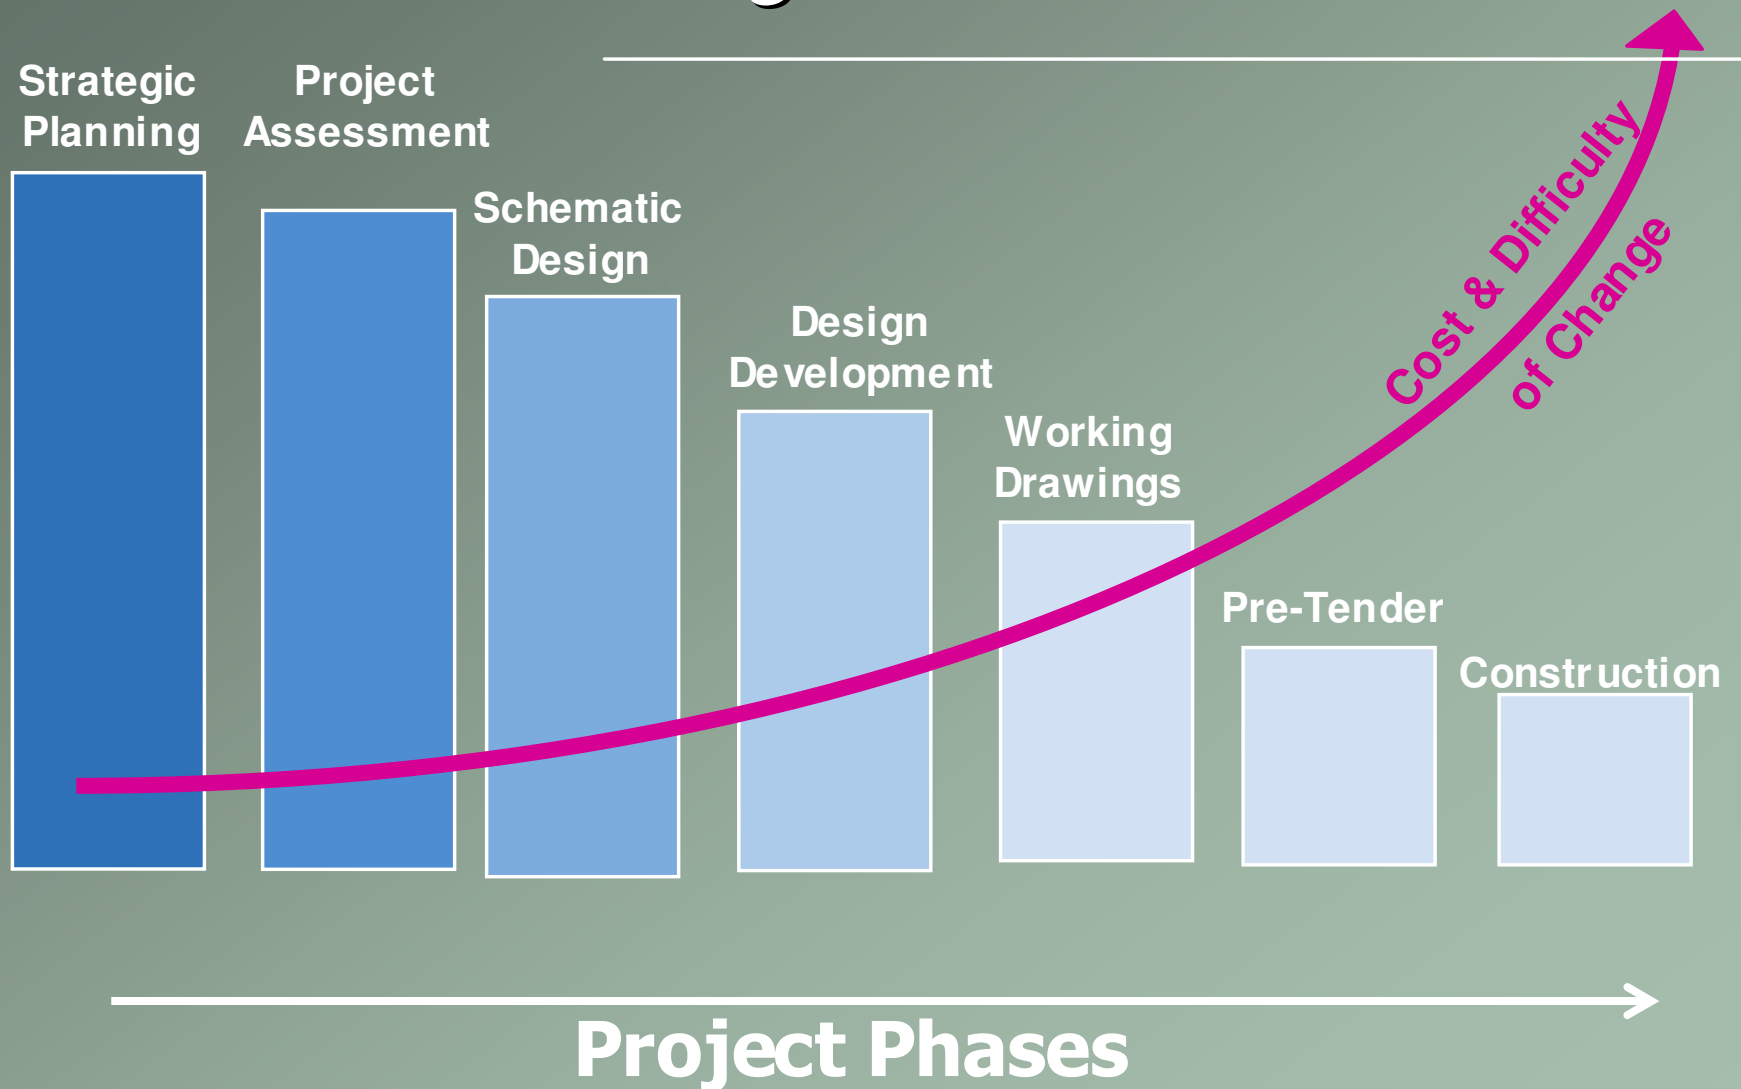 Strategic
Planning
Project
Assessment
Schematic
Design
Design
Development
Working
Drawings
Pre-Tender
Construction
Cost & Difficulty
of Change
Project Phases